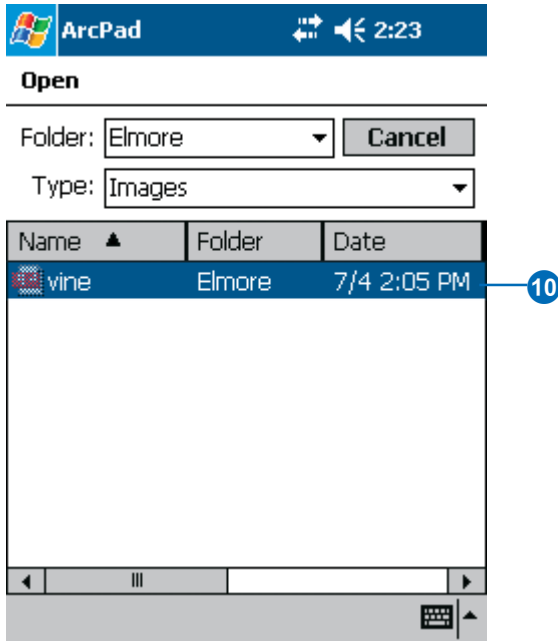 ArcPad 2:23
Open
Folder: Elmore Cancel
Type: Images
Name Folder Date
vine Elmore 7/4 2:05 PM
10